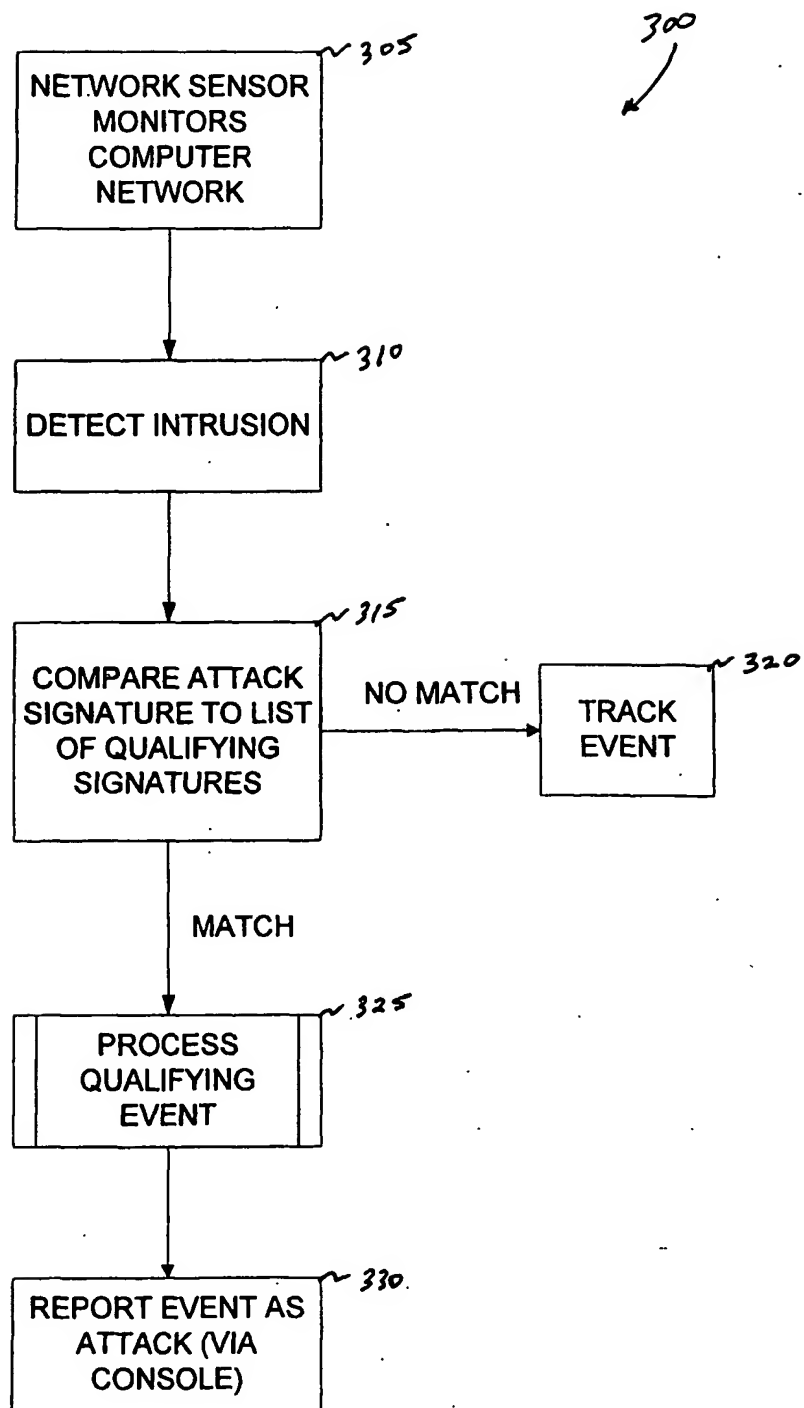 300
305
NETWORK SENSOR
MONITORS
COMPUTER
NETWORK
310
DETECT INTRUSION
315
COMPARE ATTACK
SIGNATURE TO LIST
OF QUALIFYING
SIGNATURES
NO MATCH
320
TRACK
EVENT
MATCH
325
PROCESS
QUALIFYING
EVENT
330
REPORT EVENT AS
ATTACK (VIA
CONSOLE)